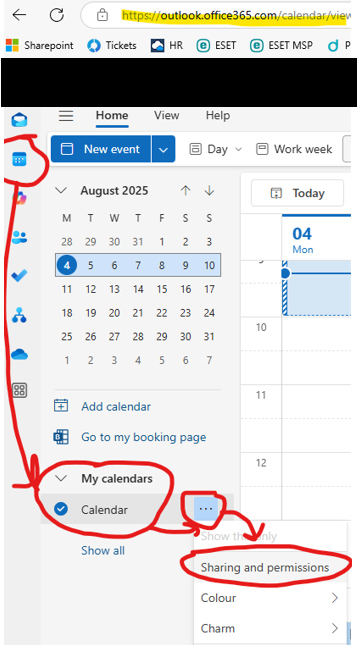 https://outlook.office365.com/calendar/view
Sharepoint Tickets HR ESET ESET MSP
Home View Help
New event Day Work week
August 2025
Today
M T W T F S S
28 29 30 31 1 2 3
4 5 6 7 8 9 10
11 12 13 14 15 16 17
18 19 20 21 22 23 24
25 26 27 28 29 30 31
1 2 3 4 5 6 7
04
Mon
10
11
12
Add calendar
Go to my booking page
My calendars
Calendar
Show all
Sharing and permissions
Colour
Charm